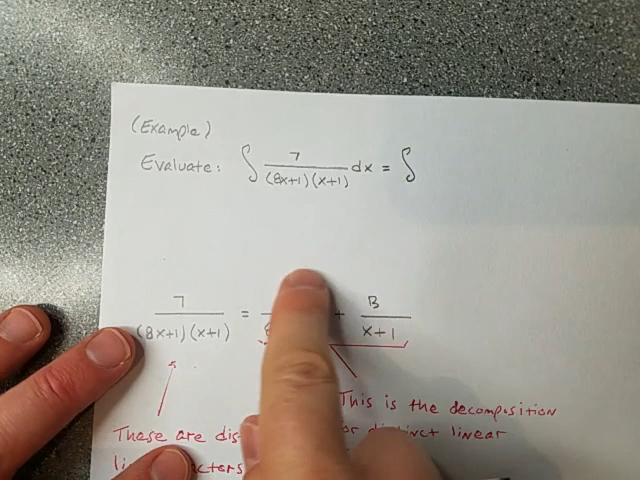 (Example)
Evaluate: ∫ 7/((8x+1)(x+1)) dx = ∫
7/((8x+1)(x+1)) = + B/(x+1)
This is the decomposition
These are distinct linear